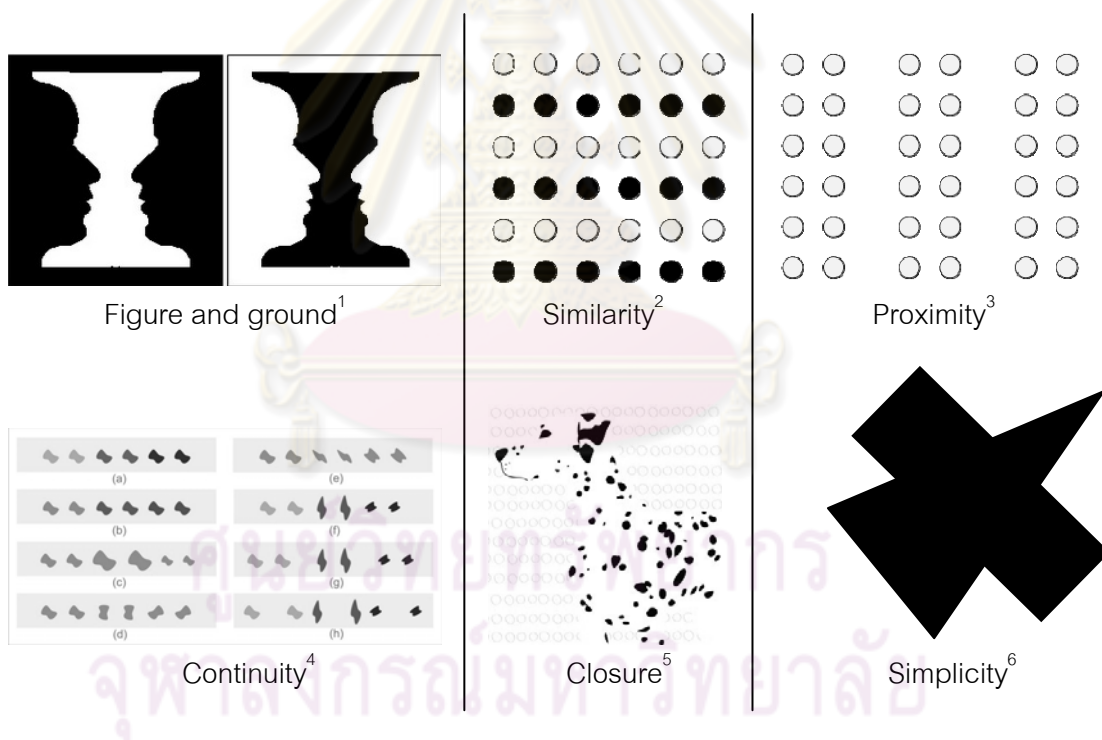 Figure and ground1
Similarity2
Proximity3
(a)
(e)
(b)
(f)
(c)
(g)
(d)
(h)
Continuity4
Closure5
Simplicity6
ศูนย์วิทยทรัพยากร
จุฬาลงกรณ์มหาวิทยาลัย